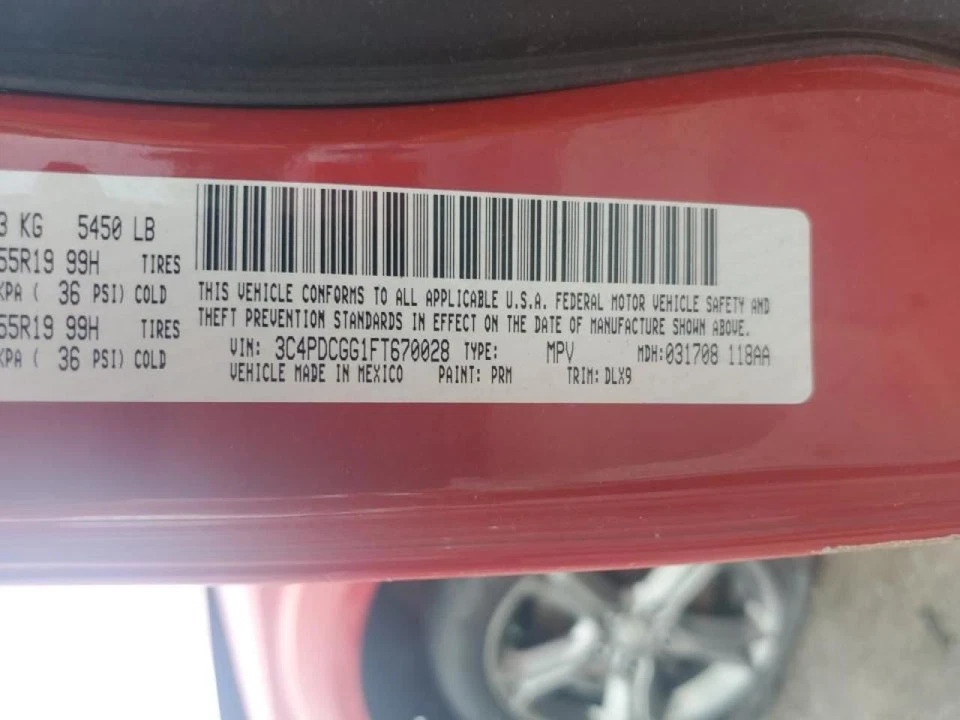 3 KG 5450 LB
55R19 99H TIRES
KPA ( 36 PSI) COLD
55R19 99H TIRES
KPA ( 36 PSI) COLD
THIS VEHICLE CONFORMS TO ALL APPLICABLE U.S.A. FEDERAL MOTOR VEHICLE SAFETY AND
THEFT PREVENTION STANDARDS IN EFFECT ON THE DATE OF MANUFACTURE SHOWN ABOVE.
VIN: 3C4PDCGG1FT670028 TYPE: MPV MDH:031708 118AA
VEHICLE MADE IN MEXICO PAINT: PRM TRIM: DLX9